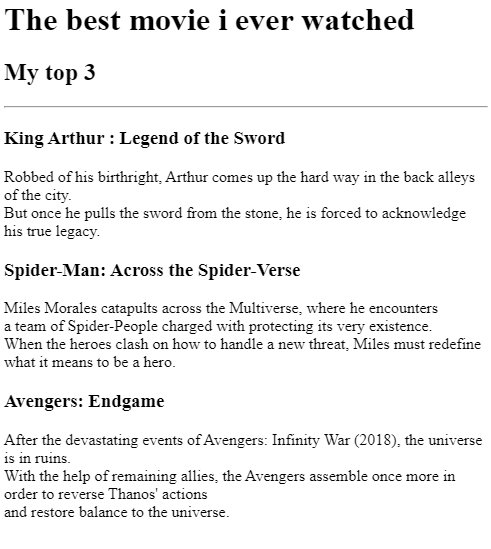 The best movie i ever watched
My top 3
King Arthur : Legend of the Sword
Robbed of his birthright, Arthur comes up the hard way in the back alleys
of the city.
But once he pulls the sword from the stone, he is forced to acknowledge
his true legacy.
Spider-Man: Across the Spider-Verse
Miles Morales catapults across the Multiverse, where he encounters
a team of Spider-People charged with protecting its very existence.
When the heroes clash on how to handle a new threat, Miles must redefine
what it means to be a hero.
Avengers: Endgame
After the devastating events of Avengers: Infinity War (2018), the universe
is in ruins.
With the help of remaining allies, the Avengers assemble once more in
order to reverse Thanos' actions
and restore balance to the universe.